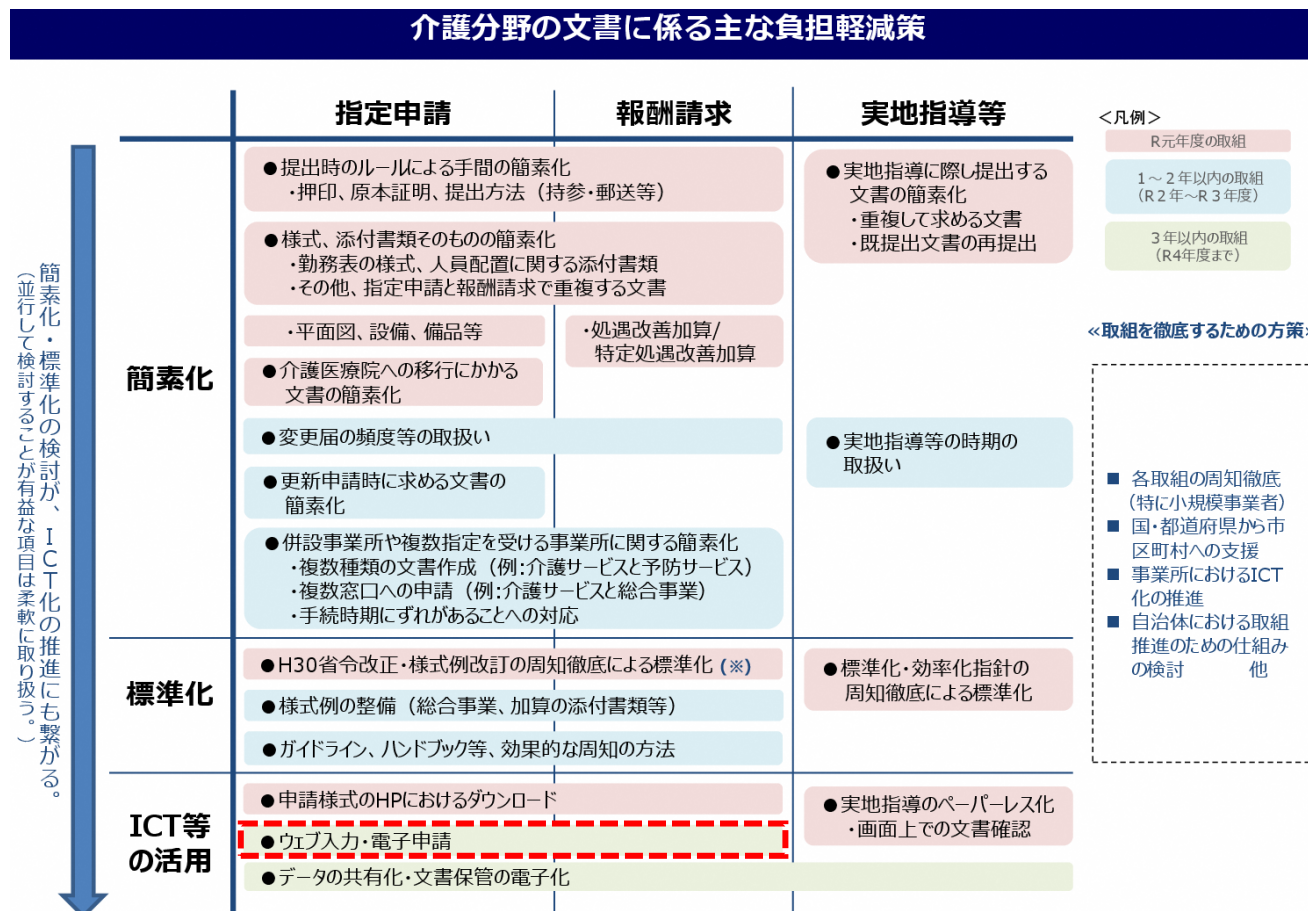 介護分野の文書に係る主な負担軽減策
指定申請
報酬請求
実地指導等
簡素化・標準化の検討が、ICT化の推進にも繋がる。
（並行して検討することが有益な項目は柔軟に取り扱う。）
簡素化
●提出時のルールによる手間の簡素化
・押印、原本証明、提出方法（持参・郵送等）
●様式、添付書類そのものの簡素化
・勤務表の様式、人員配置に関する添付書類
・その他、指定申請と報酬請求で重複する文書
・平面図、設備、備品等
・処遇改善加算/
特定処遇改善加算
●介護医療院への移行にかかる
文書の簡素化
●変更届の頻度等の取扱い
●更新申請時に求める文書の
簡素化
●併設事業所や複数指定を受ける事業所に関する簡素化
・複数種類の文書作成（例：介護サービスと予防サービス）
・複数窓口への申請（例：介護サービスと総合事業）
・手続時期にずれがあることへの対応
●実地指導に際し提出する
文書の簡素化
・重複して求める文書
・既提出文書の再提出
●実地指導等の時期の
取扱い
標準化
●H30省令改正・様式例改訂の周知徹底による標準化（※）
●様式例の整備（総合事業、加算の添付書類等）
●ガイドライン、ハンドブック等、効果的な周知の方法
●標準化・効率化指針の
周知徹底による標準化
ICT等
の活用
●申請様式のHPにおけるダウンロード
●ウェブ入力・電子申請
●データの共有化・文書保管の電子化
●実地指導のペーパーレス化
・画面上での文書確認
＜凡例＞
R元年度の取組
1～2年以内の取組
（R2年～R3年度）
3年以内の取組
（R4年度まで）
≪取組を徹底するための方策≫
■ 各取組の周知徹底
（特に小規模事業者）
■ 国・都道府県から市
区町村への支援
■ 事業所におけるICT
化の推進
■ 自治体における取組
推進のための仕組み
の検討 他